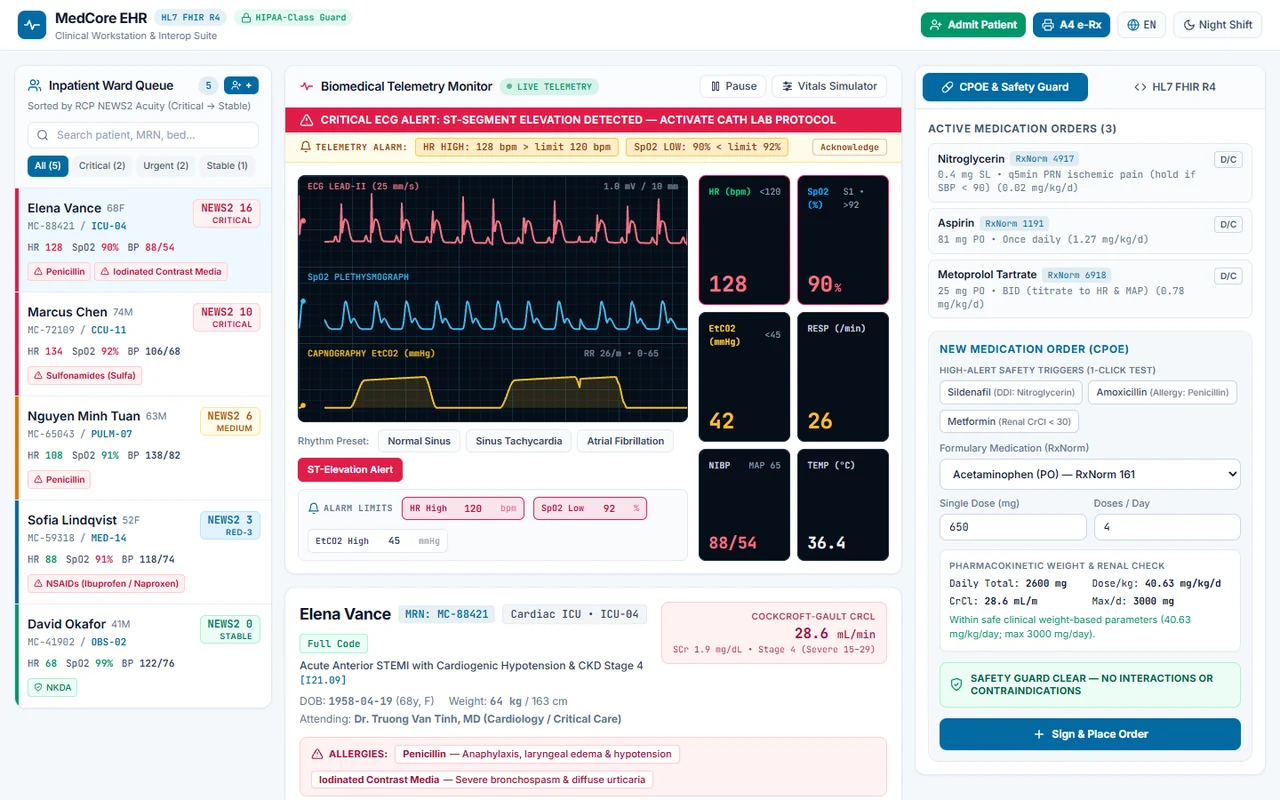 MedCore EHR HL7 FHIR R4 HIPAA-Class Guard
Clinical Workstation & Interop Suite
Admit Patient A4 e-Rx EN Night Shift
Inpatient Ward Queue 5 +
Sorted by RCP NEWS2 Acuity (Critical → Stable)
Search patient, MRN, bed...
All (5) Critical (2) Urgent (2) Stable (1)
Elena Vance 68F NEWS2 16
CRITICAL
MC-88421 / ICU-04
HR 128 SpO2 90% BP 88/54
Penicillin Iodinated Contrast Media
Marcus Chen 74M NEWS2 10
CRITICAL
MC-72109 / CCU-11
HR 134 SpO2 92% BP 106/68
Sulfonamides (Sulfa)
Nguyen Minh Tuan 63M NEWS2 6
MEDIUM
MC-65043 / PULM-07
HR 108 SpO2 91% BP 138/82
Penicillin
Sofia Lindqvist 52F NEWS2 3
RED-3
MC-59318 / MED-14
HR 88 SpO2 91% BP 118/74
NSAIDs (Ibuprofen / Naproxen)
David Okafor 41M NEWS2 0
STABLE
MC-41902 / OBS-02
HR 68 SpO2 99% BP 122/76
NKDA
Biomedical Telemetry Monitor LIVE TELEMETRY Pause Vitals Simulator
CRITICAL ECG ALERT: ST-SEGMENT ELEVATION DETECTED — ACTIVATE CATH LAB PROTOCOL
TELEMETRY ALARM: HR HIGH: 128 bpm > limit 120 bpm SpO2 LOW: 90% < limit 92% Acknowledge
ECG LEAD-II (25 mm/s) 1.0 mV / 10 mm
SpO2 PLETHYSMOGRAPH
CAPNOGRAPHY EtCO2 (mmHg) RR 26/m • 0-65
HR (bpm) <120
128
SpO2 (%) S1 • >92
90%
EtCO2 (mmHg) <45
42
RESP (/min)
26
NIBP MAP 65
88/54
TEMP (°C)
36.4
Rhythm Preset: Normal Sinus Sinus Tachycardia Atrial Fibrillation
ST-Elevation Alert
ALARM LIMITS HR High 120 bpm SpO2 Low 92 %
EtCO2 High 45 mmHg
Elena Vance MRN: MC-88421 Cardiac ICU • ICU-04
Full Code
Acute Anterior STEMI with Cardiogenic Hypotension & CKD Stage 4
[I21.09]
DOB: 1958-04-19 (68y, F) Weight: 64 kg / 163 cm
Attending: Dr. Truong Van Tinh, MD (Cardiology / Critical Care)
COCKCROFT-GAULT CRCL
28.6 mL/min
SCr 1.9 mg/dL • Stage 4 (Severe 15–29)
ALLERGIES: Penicillin — Anaphylaxis, laryngeal edema & hypotension
Iodinated Contrast Media — Severe bronchospasm & diffuse urticaria
CPOE & Safety Guard HL7 FHIR R4
ACTIVE MEDICATION ORDERS (3)
Nitroglycerin RxNorm 4917 D/C
0.4 mg SL • q5min PRN ischemic pain (hold if
SBP < 90) (0.02 mg/kg/d)
Aspirin RxNorm 1191 D/C
81 mg PO • Once daily (1.27 mg/kg/d)
Metoprolol Tartrate RxNorm 6918 D/C
25 mg PO • BID (titrate to HR & MAP) (0.78
mg/kg/d)
NEW MEDICATION ORDER (CPOE)
HIGH-ALERT SAFETY TRIGGERS (1-CLICK TEST)
Sildenafil (DDI: Nitroglycerin) Amoxicillin (Allergy: Penicillin)
Metformin (Renal CrCl < 30)
Formulary Medication (RxNorm)
Acetaminophen (PO) — RxNorm 161
Single Dose (mg) Doses / Day
650 4
PHARMACOKINETIC WEIGHT & RENAL CHECK
Daily Total: 2600 mg Dose/kg: 40.63 mg/kg/d
CrCl: 28.6 mL/m Max/d: 3000 mg
Within safe clinical weight-based parameters (40.63
mg/kg/day; max 3000 mg/day).
SAFETY GUARD CLEAR — NO INTERACTIONS OR
CONTRAINDICATIONS
Sign & Place Order